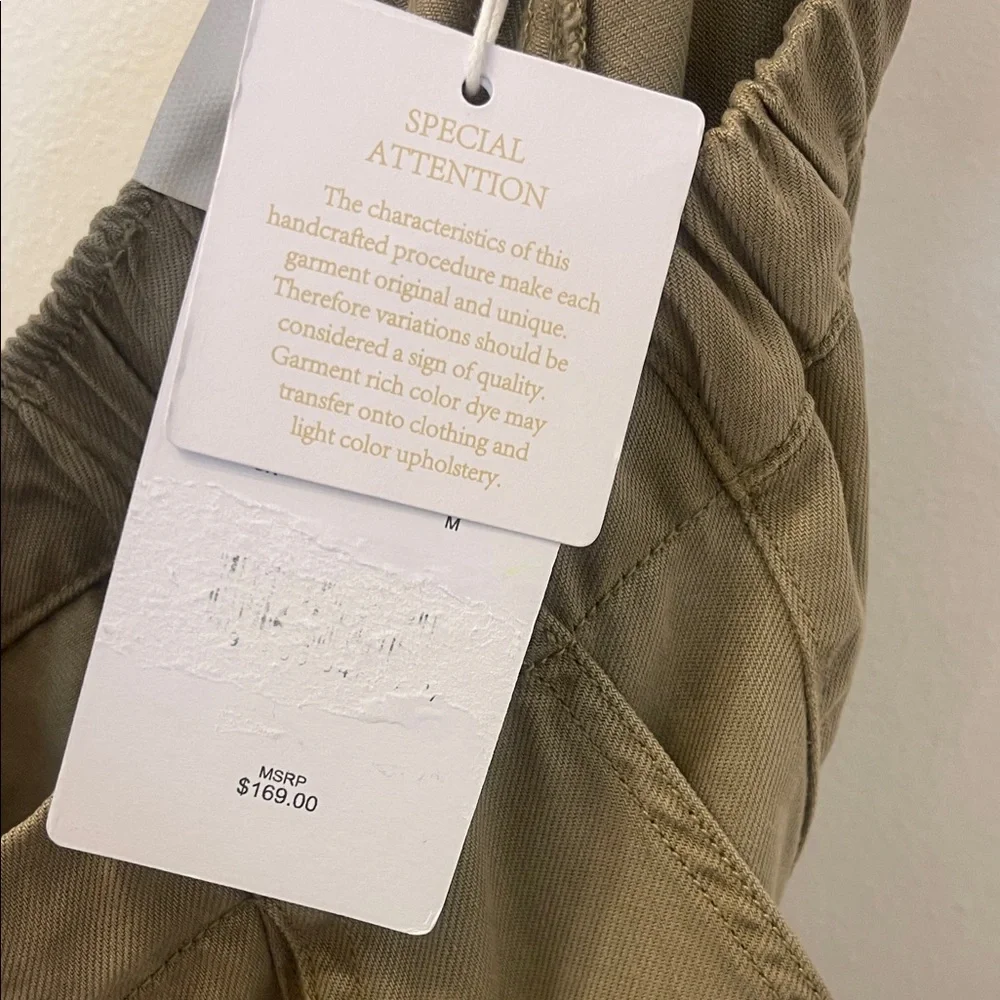 SPECIAL
ATTENTION
The characteristics of this
handcrafted procedure make each
garment original and unique.
Therefore variations should be
considered a sign of quality.
Garment rich color dye may
transfer onto clothing and
light color upholstery.
M
MSRP
$169.00